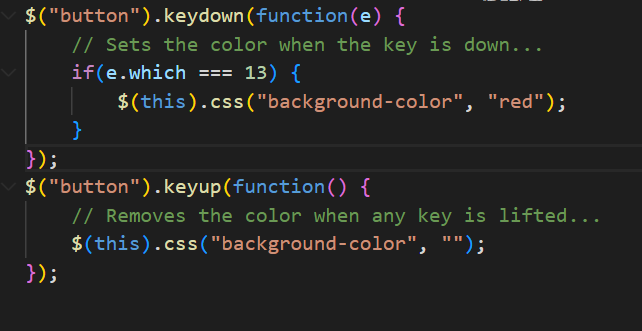 $("button").keydown(function(e) {
    // Sets the color when the key is down...
    if(e.which === 13) {
        $(this).css("background-color", "red");
    }
});
$("button").keyup(function() {
    // Removes the color when any key is lifted...
    $(this).css("background-color", "");
});